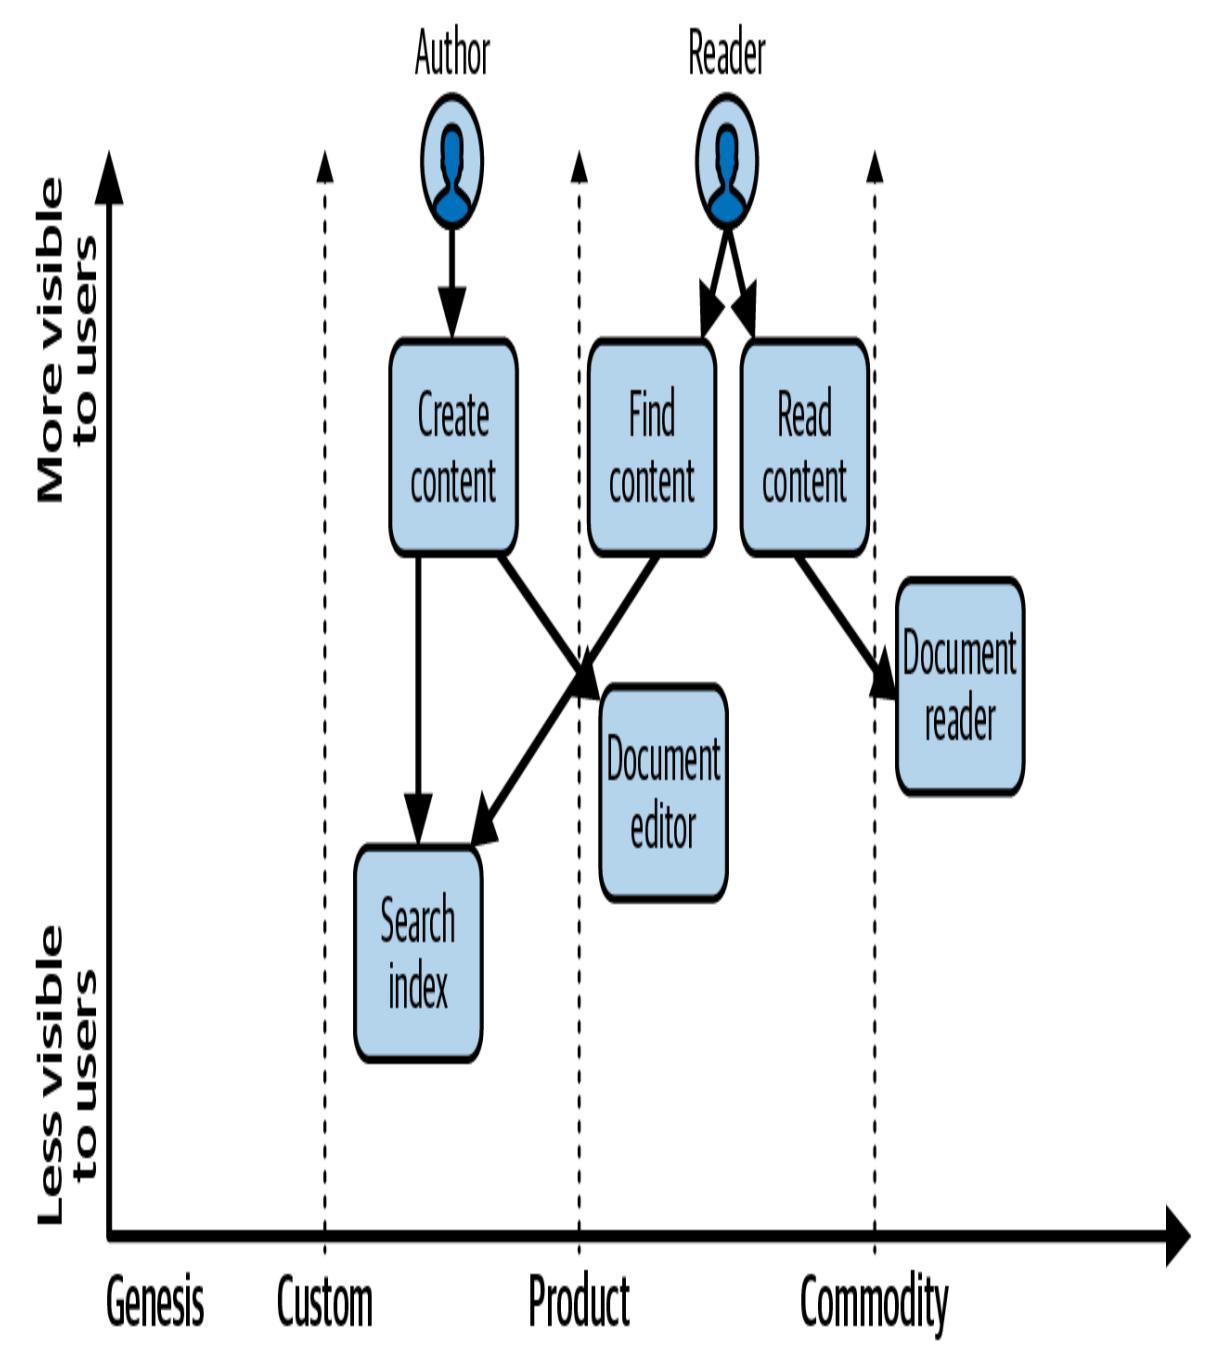 Author
Reader
More visible
to users
Create
content
Find
content
Read
content
Document
reader
Document
editor
Search
index
Less visible
to users
Genesis
Custom
Product
Commodity